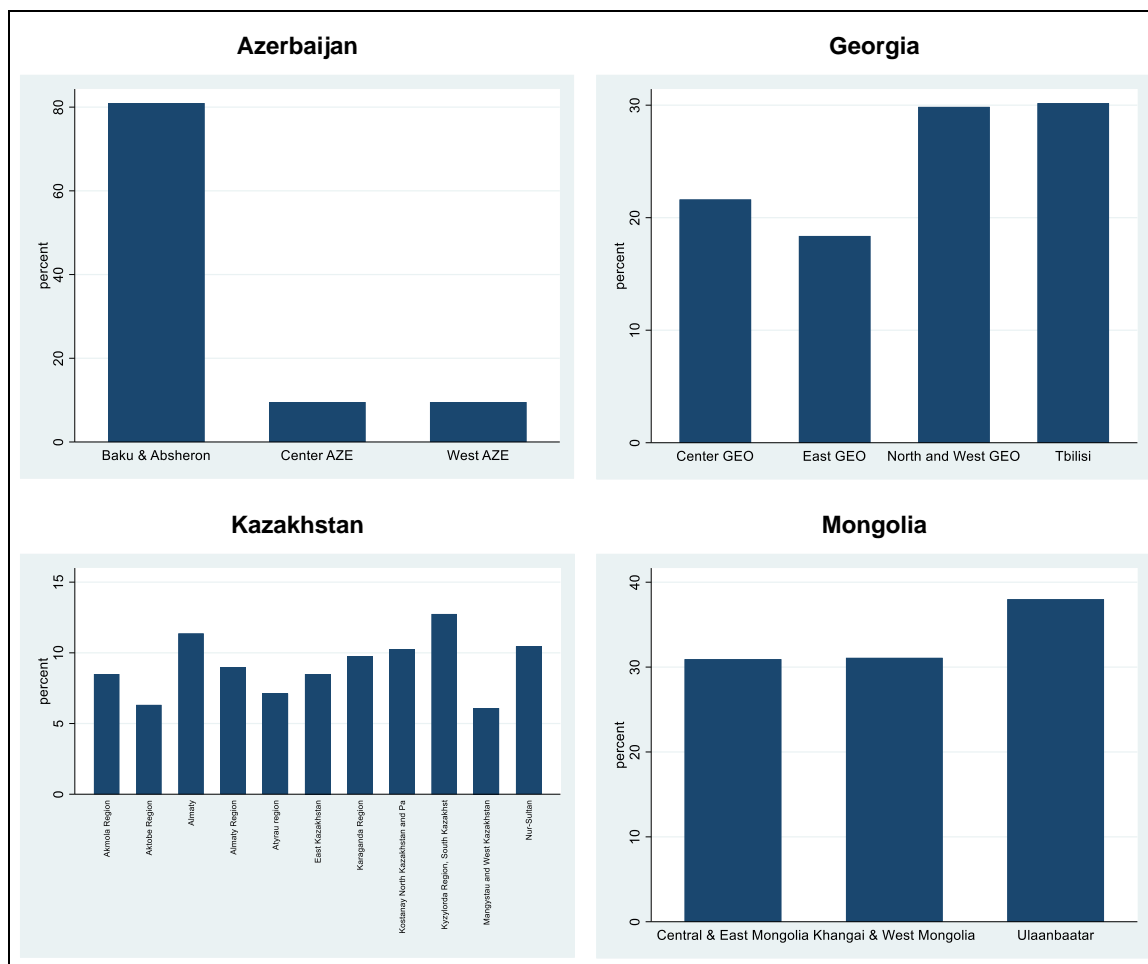 Azerbaijan
percent
80
60
40
20
0
Baku & Absheron Center AZE West AZE
Georgia
percent
30
20
10
0
Center GEO East GEO North and West GEO Tbilisi
Kazakhstan
percent
15
10
5
0
Akmola Region
Aktobe Region
Almaty
Almaty Region
Atyrau region
East Kazakhstan
Karaganda Region
Kostanay North Kazakhstan and Pa
Kyzylorda Region, South Kazakhst
Mangystau and West Kazakhstan
Nur-Sultan
Mongolia
percent
40
30
20
10
0
Central & East Mongolia Khangai & West Mongolia Ulaanbaatar